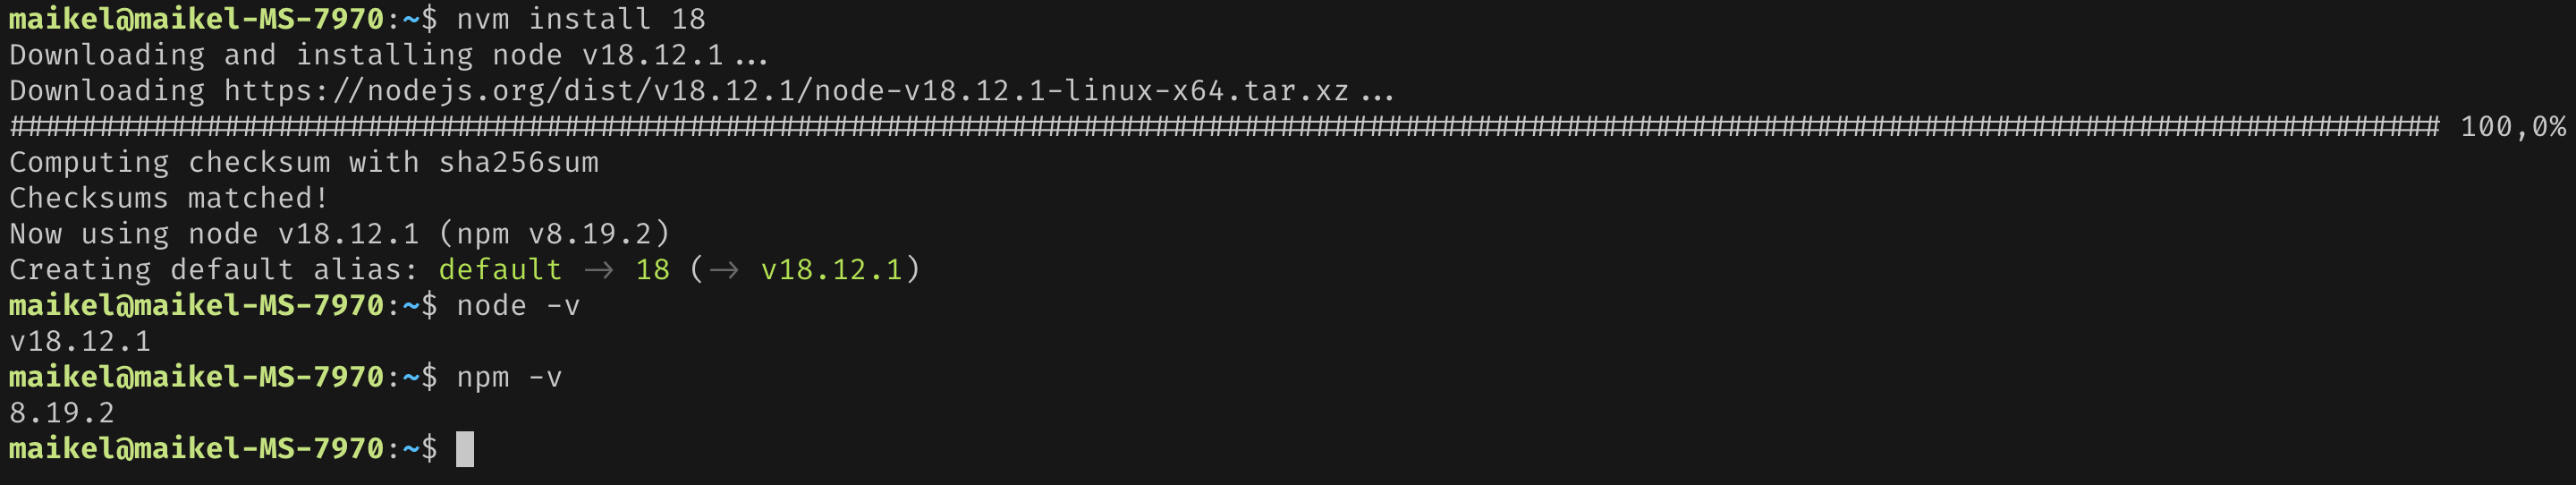 maikel@maikel-MS-7970:~$ nvm install 18
Downloading and installing node v18.12.1...
Downloading https://nodejs.org/dist/v18.12.1/node-v18.12.1-linux-x64.tar.xz...
######################################################################################################################################## 100,0%
Computing checksum with sha256sum
Checksums matched!
Now using node v18.12.1 (npm v8.19.2)
Creating default alias: default → 18 (→ v18.12.1)
maikel@maikel-MS-7970:~$ node -v
v18.12.1
maikel@maikel-MS-7970:~$ npm -v
8.19.2
maikel@maikel-MS-7970:~$